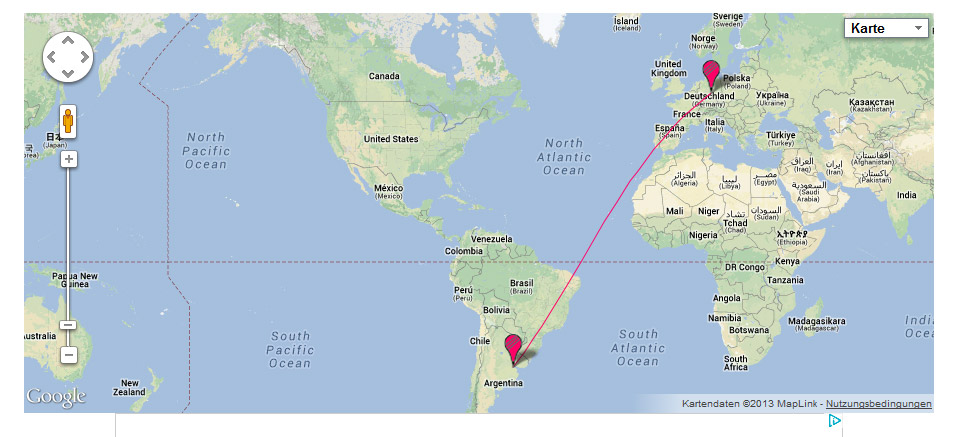 Ísland
(Iceland)
Sverige
(Sweden)
Karte
Norge
(Norway)
Canada
United
Kingdom
Polska
(Poland)
Deutschland
(Germany)
Україна
(Ukraine)
Қазақстан
(Kazakhstan)
France
Italia
(Italy)
España
(Spain)
Türkiye
(Turkey)
日本
(Japan)
North
Pacific
Ocean
United States
North
Atlantic
Ocean
افغانستان
(Afghanistan)
العراق
(Iraq)
ایران
(Iran)
پاکستان
(Pakistan)
الجزائر
(Algeria)
ليبيا
(Libya)
مصر
(Egypt)
السعودية
(Saudi
Arabia)
India
México
(Mexico)
Mali
Niger
تشاد
Tchad
(Chad)
السودان
(Sudan)
Nigeria
ኢትዮጵያ
(Ethiopia)
Venezuela
Colombia
Kenya
DR Congo
Tanzania
Papua New
Guinea
Perú
(Peru)
Brasil
(Brazil)
Bolivia
Angola
Namibia
Botswana
Madagasikara
(Madagascar)
Australia
South
Pacific
Ocean
Chile
South
Atlantic
Ocean
South
Africa
Indi
Ocea
Argentina
New
Zealand
Google
Kartendaten ©2013 MapLink - Nutzungsbedingungen